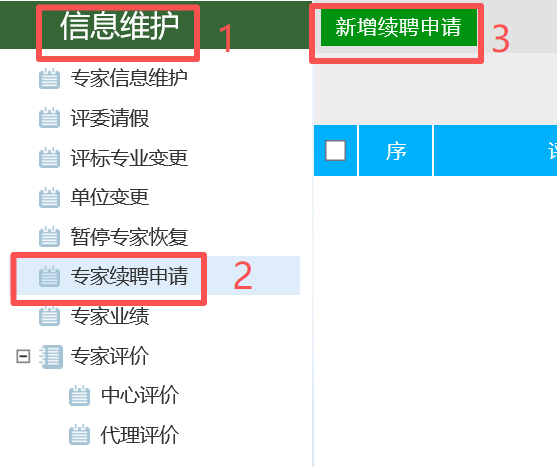 信息维护
1
专家信息维护
评委请假
评标专业变更
单位变更
暂停专家恢复
专家续聘申请
2
专家业绩
专家评价
中心评价
代理评价
新增续聘申请
3
序